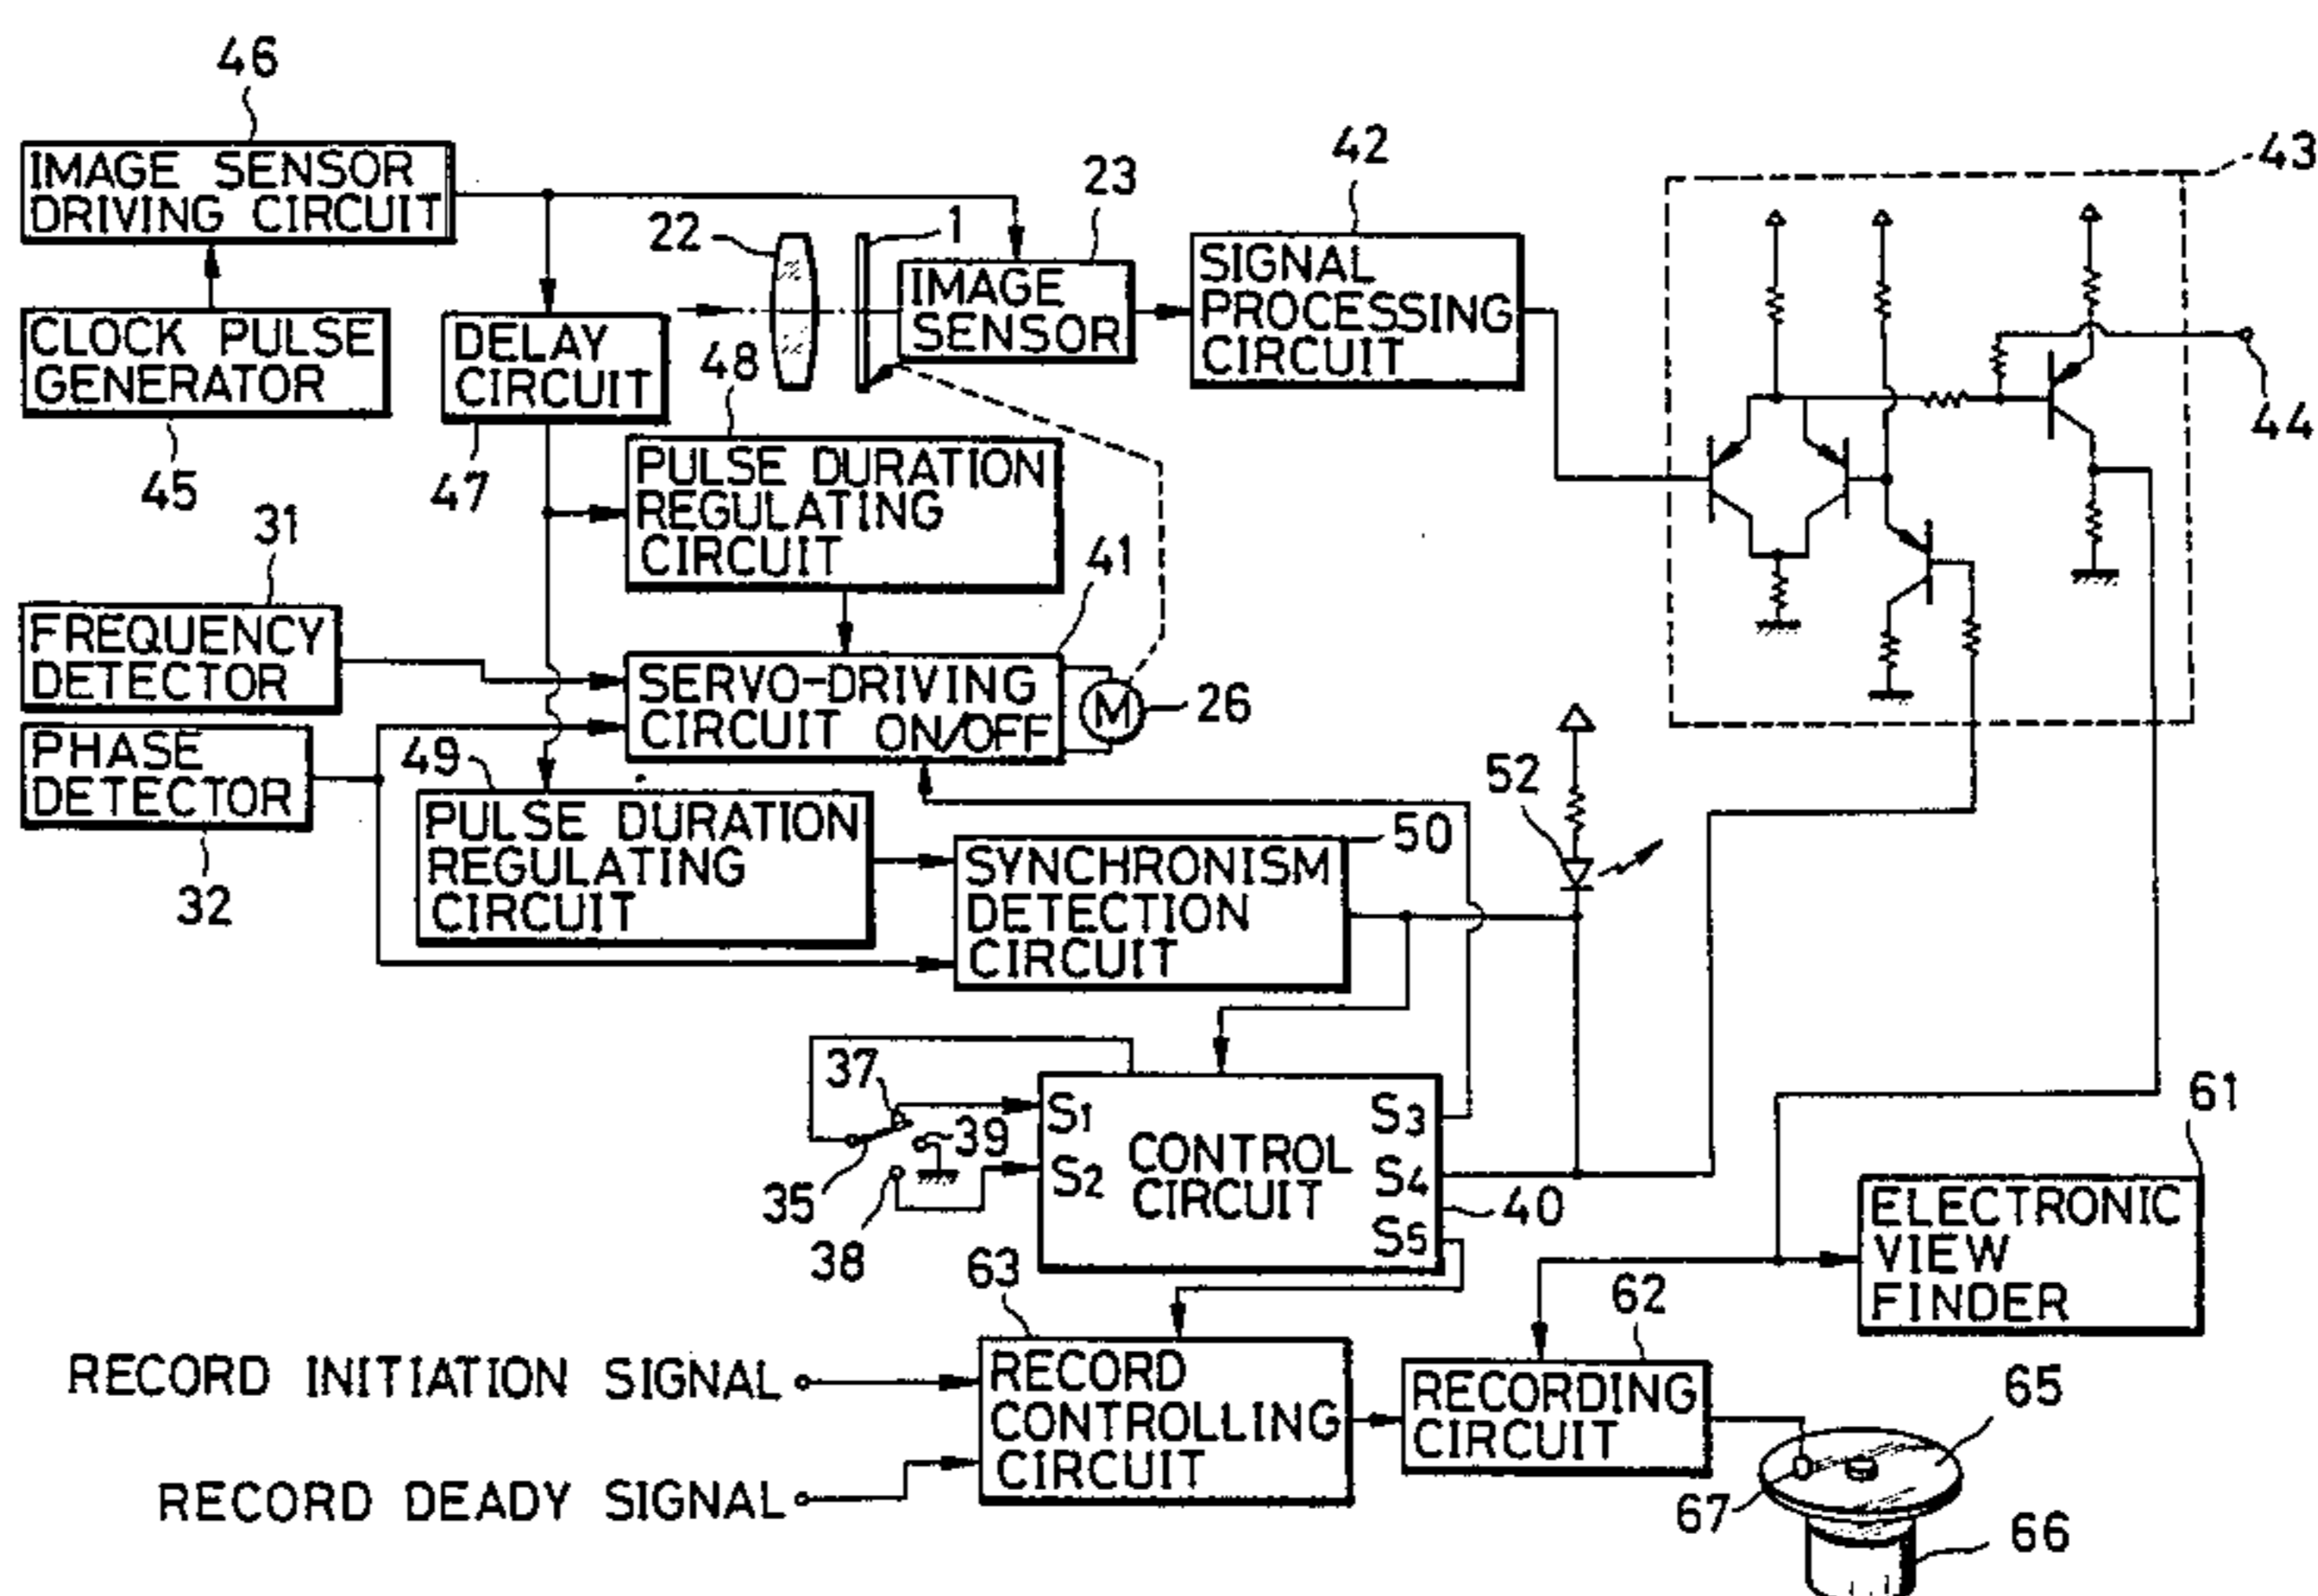 46
IMAGE SENSOR
DRIVING CIRCUIT
CLOCK PULSE
GENERATOR
45
DELAY
CIRCUIT
47
22
1
23
IMAGE
SENSOR
42
SIGNAL
PROCESSING
CIRCUIT
43
44
48
PULSE DURATION
REGULATING
CIRCUIT
31
FREQUENCY
DETECTOR
PHASE
DETECTOR
32
41
SERVO-DRIVING
CIRCUIT ON/OFF
M
26
49
PULSE DURATION
REGULATING
CIRCUIT
50
SYNCHRONISM
DETECTION
CIRCUIT
52
37
39
35
38
S1
S2
CONTROL
CIRCUIT
S3
S4
S5
40
61
ELECTRONIC
VIEW
FINDER
63
RECORD INITIATION SIGNAL
RECORD DEADY SIGNAL
RECORD
CONTROLLING
CIRCUIT
62
RECORDING
CIRCUIT
65
67
66